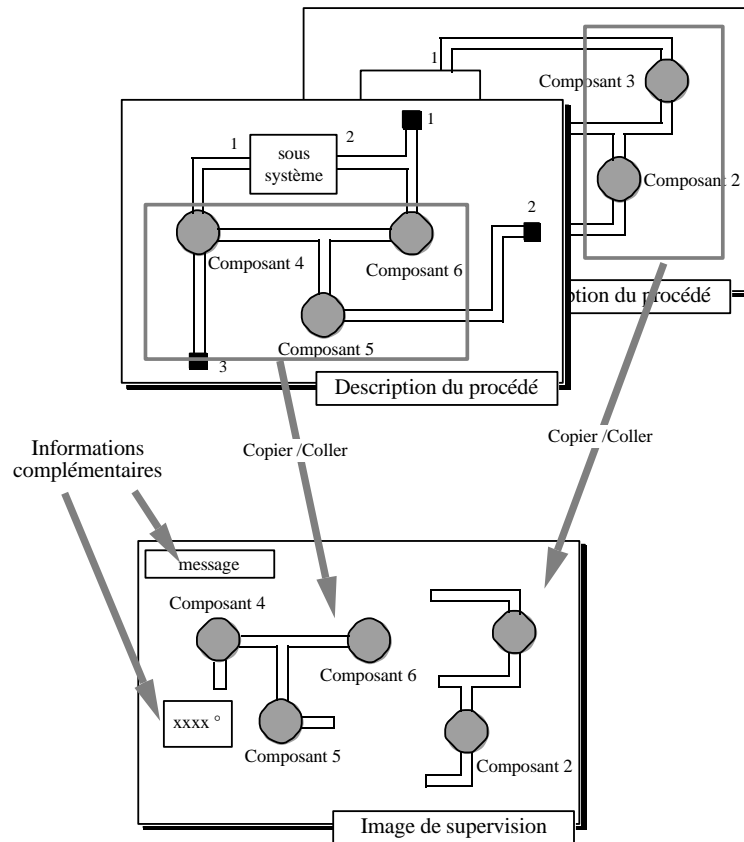 1
Composant 3
Composant 2
ption du procédé
1
2
1
sous
système
2
Composant 4
Composant 6
Composant 5
3
Description du procédé
Informations
complémentaires
Copier /Coller
Copier /Coller
message
Composant 4
Composant 6
xxxx °
Composant 5
Composant 2
Image de supervision